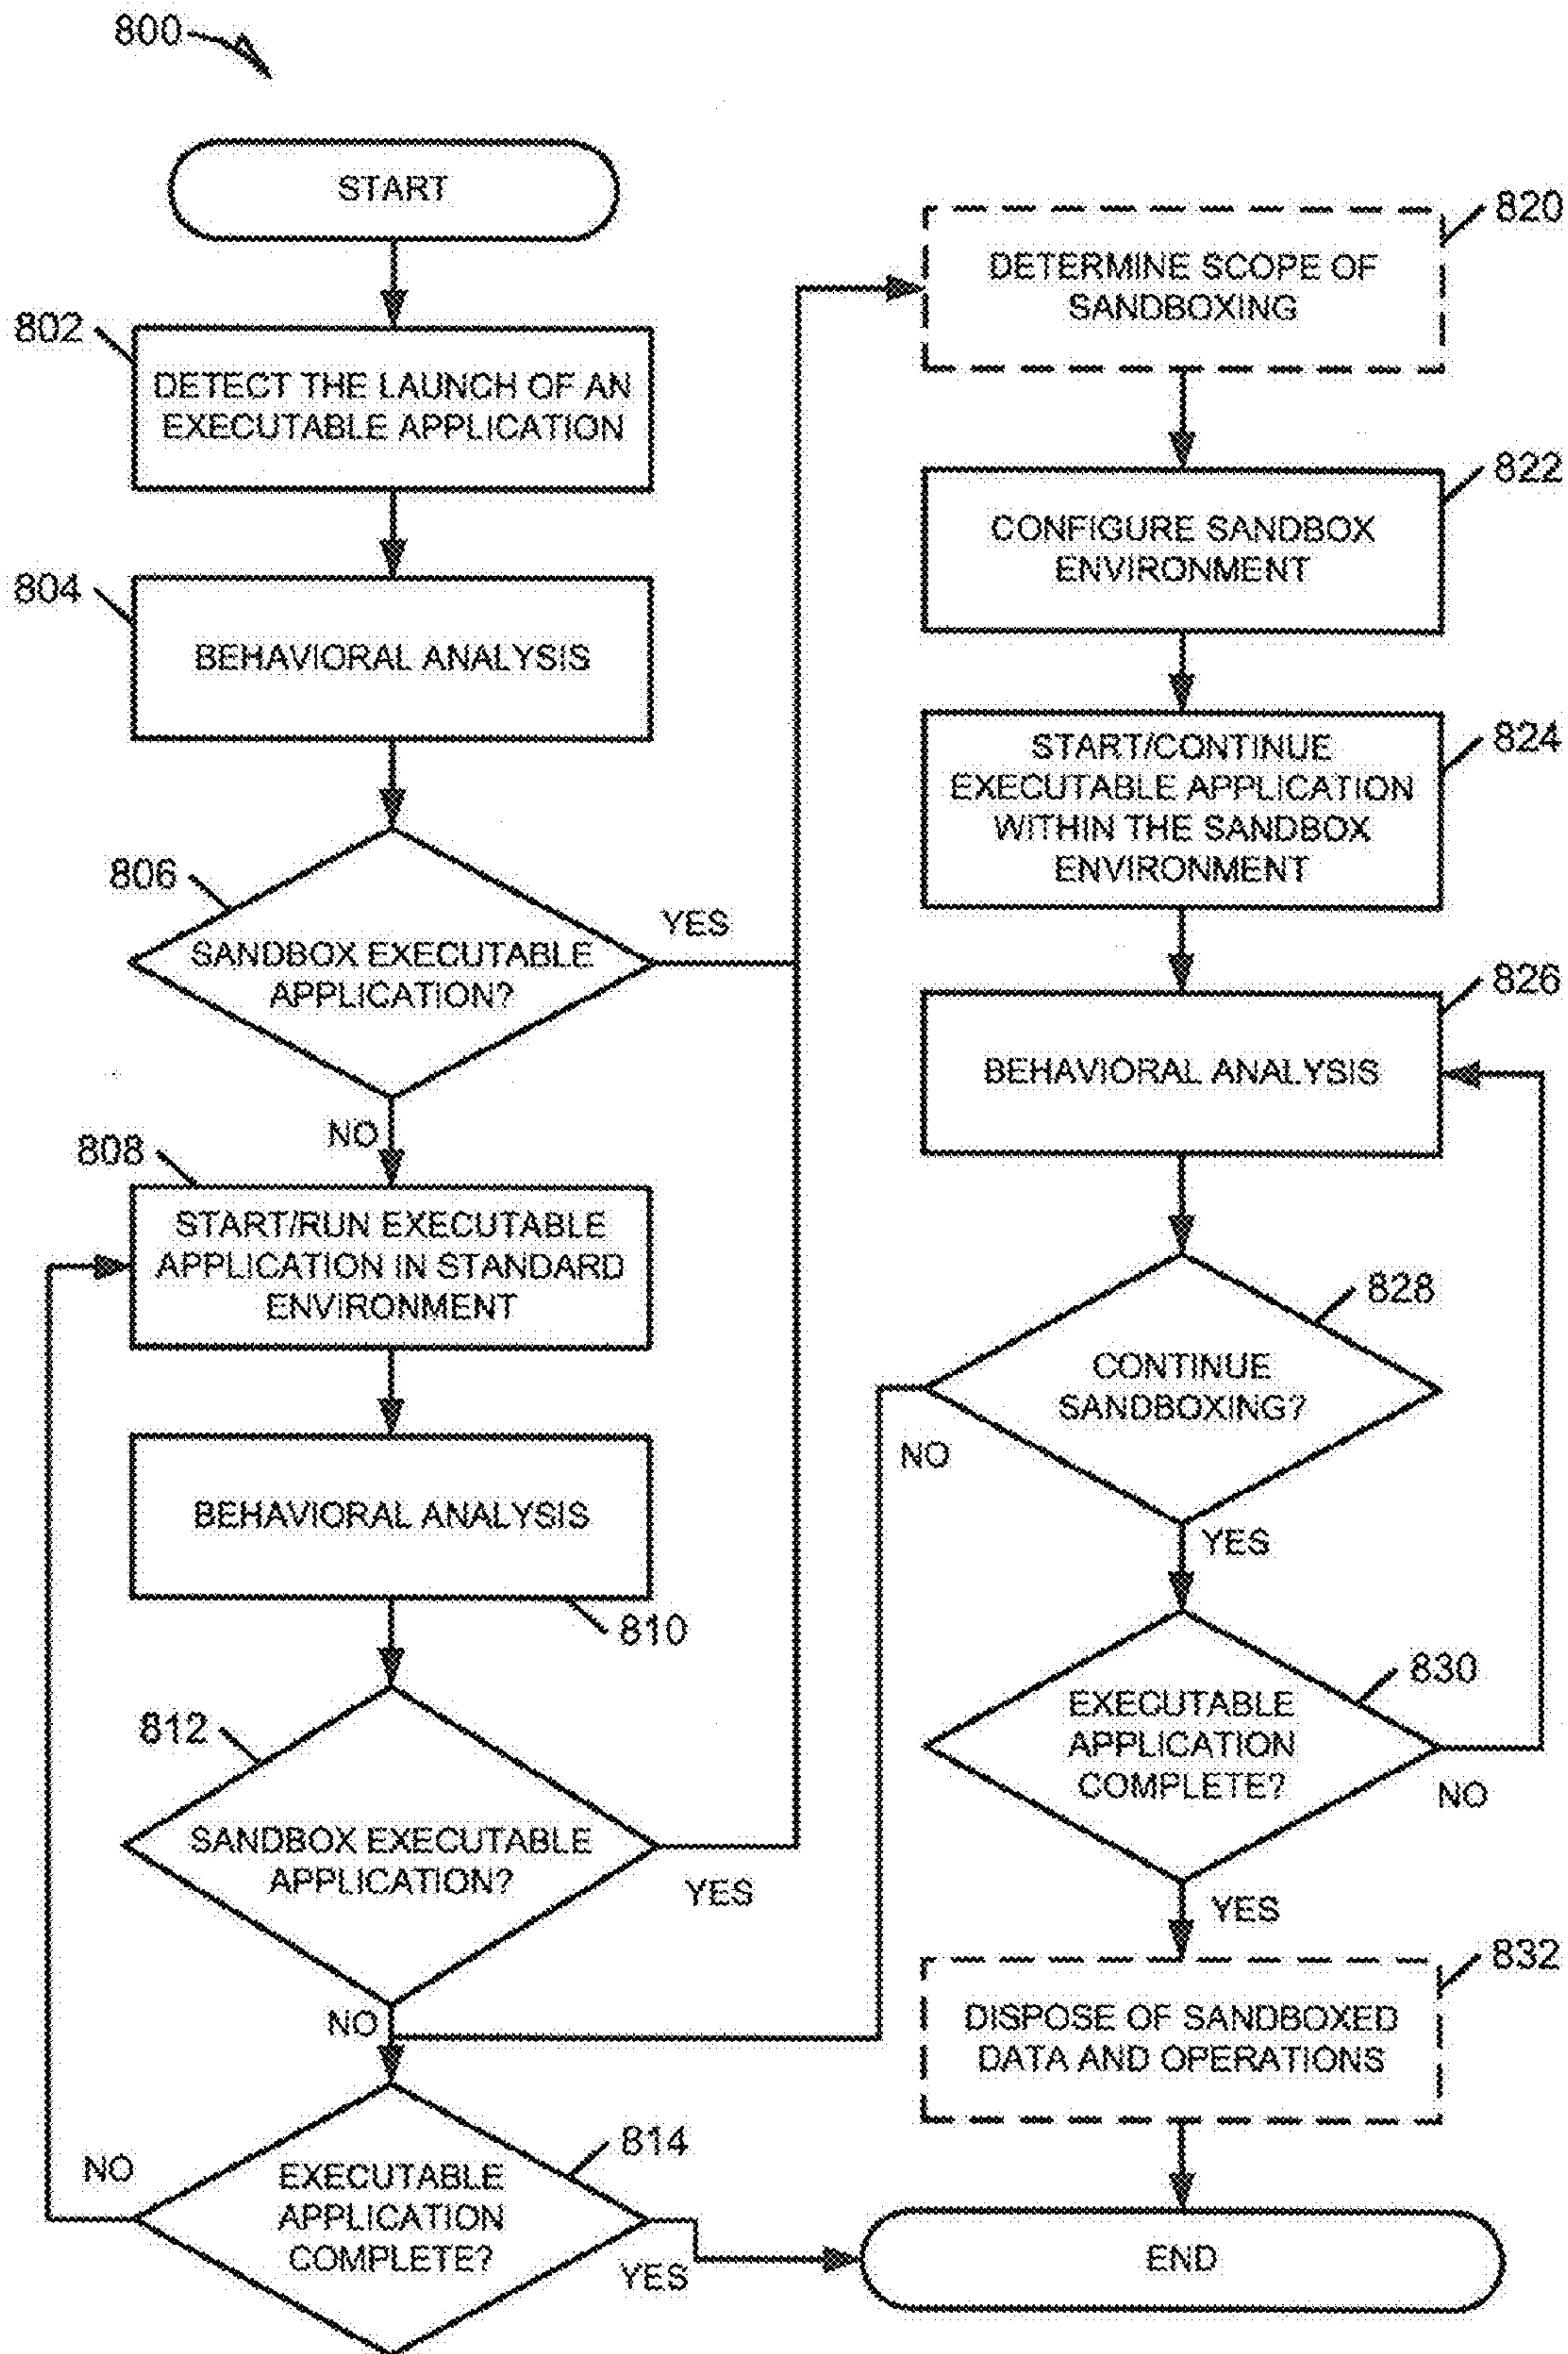 800
START
802
DETECT THE LAUNCH OF AN
EXECUTABLE APPLICATION
804
BEHAVIORAL ANALYSIS
806
SANDBOX EXECUTABLE
APPLICATION?
YES
NO
808
START/RUN EXECUTABLE
APPLICATION IN STANDARD
ENVIRONMENT
BEHAVIORAL ANALYSIS
810
812
SANDBOX EXECUTABLE
APPLICATION?
YES
NO
814
EXECUTABLE
APPLICATION
COMPLETE?
NO
YES
820
DETERMINE SCOPE OF
SANDBOXING
822
CONFIGURE SANDBOX
ENVIRONMENT
824
START/CONTINUE
EXECUTABLE APPLICATION
WITHIN THE SANDBOX
ENVIRONMENT
826
BEHAVIORAL ANALYSIS
828
CONTINUE
SANDBOXING?
NO
YES
830
EXECUTABLE
APPLICATION
COMPLETE?
NO
YES
832
DISPOSE OF SANDBOXED
DATA AND OPERATIONS
END